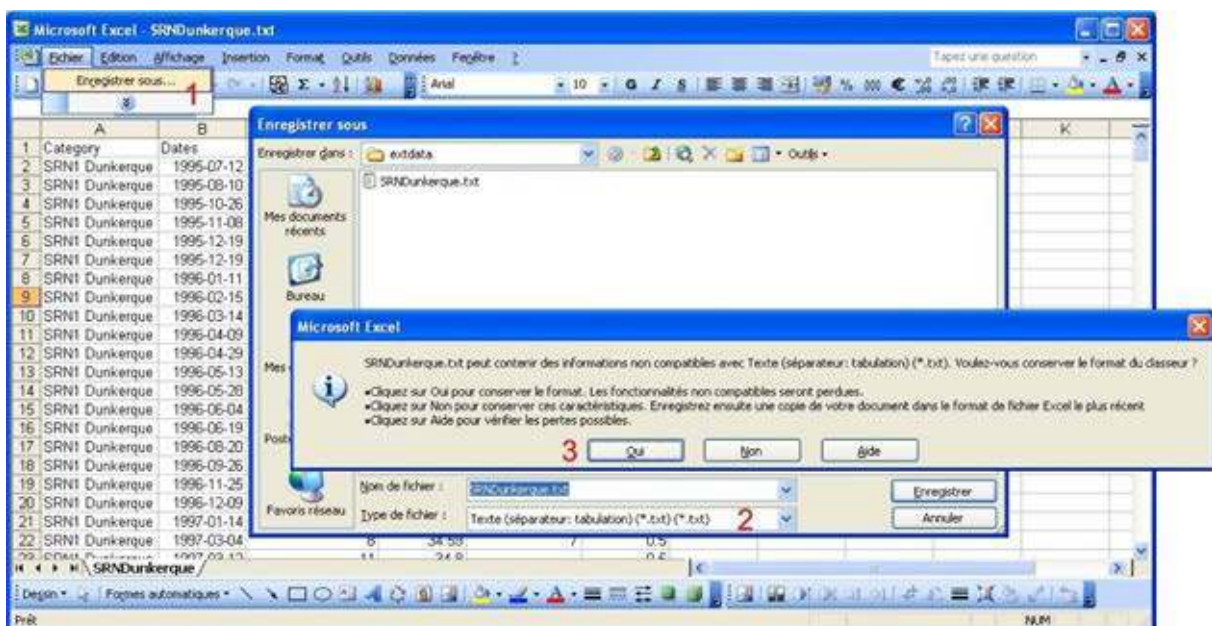 Microsoft Excel - SRNDunkerque.txt
Fichier Edition Affichage Insertion Format Outils Données Fenêtre ?
Tapez une question
Enregistrer sous...
1
Arial
10
G I S
% 000 €
A B K
1 Category Dates
2 SRN1 Dunkerque 1995-07-12
3 SRN1 Dunkerque 1995-08-10
4 SRN1 Dunkerque 1995-10-26
5 SRN1 Dunkerque 1995-11-08
6 SRN1 Dunkerque 1995-12-19
7 SRN1 Dunkerque 1995-12-19
8 SRN1 Dunkerque 1996-01-11
9 SRN1 Dunkerque 1996-02-15
10 SRN1 Dunkerque 1996-03-14
11 SRN1 Dunkerque 1996-04-09
12 SRN1 Dunkerque 1996-04-29
13 SRN1 Dunkerque 1996-05-13
14 SRN1 Dunkerque 1996-05-28
15 SRN1 Dunkerque 1996-06-04
16 SRN1 Dunkerque 1996-06-19
17 SRN1 Dunkerque 1996-08-20
18 SRN1 Dunkerque 1996-09-26
19 SRN1 Dunkerque 1996-11-25
20 SRN1 Dunkerque 1996-12-09
21 SRN1 Dunkerque 1997-01-14
22 SRN1 Dunkerque 1997-03-04 8 34.59 7 0.5
Enregistrer sous
Enregistrer dans :
extdata
Outils
SRNDunkerque.txt
Mes documents
récents
Bureau
Mes
Favoris réseau
Microsoft Excel
SRNDunkerque.txt peut contenir des informations non compatibles avec Texte (séparateur: tabulation) (*.txt). Voulez-vous conserver le format du classeur ?
•Cliquez sur Oui pour conserver le format. Les fonctionnalités non compatibles seront perdues.
•Cliquez sur Non pour conserver ces caractéristiques. Enregistrez ensuite une copie de votre document dans le format de fichier Excel le plus récent
•Cliquez sur Aide pour vérifier les pertes possibles.
3
Oui
Non
Aide
Nom de fichier :
SRNDunkerque.txt
Enregistrer
Type de fichier :
Texte (séparateur: tabulation) (*.txt) (*.txt)
2
Annuler
SRNDunkerque
Dessin
Formes automatiques
Prêt
NUM